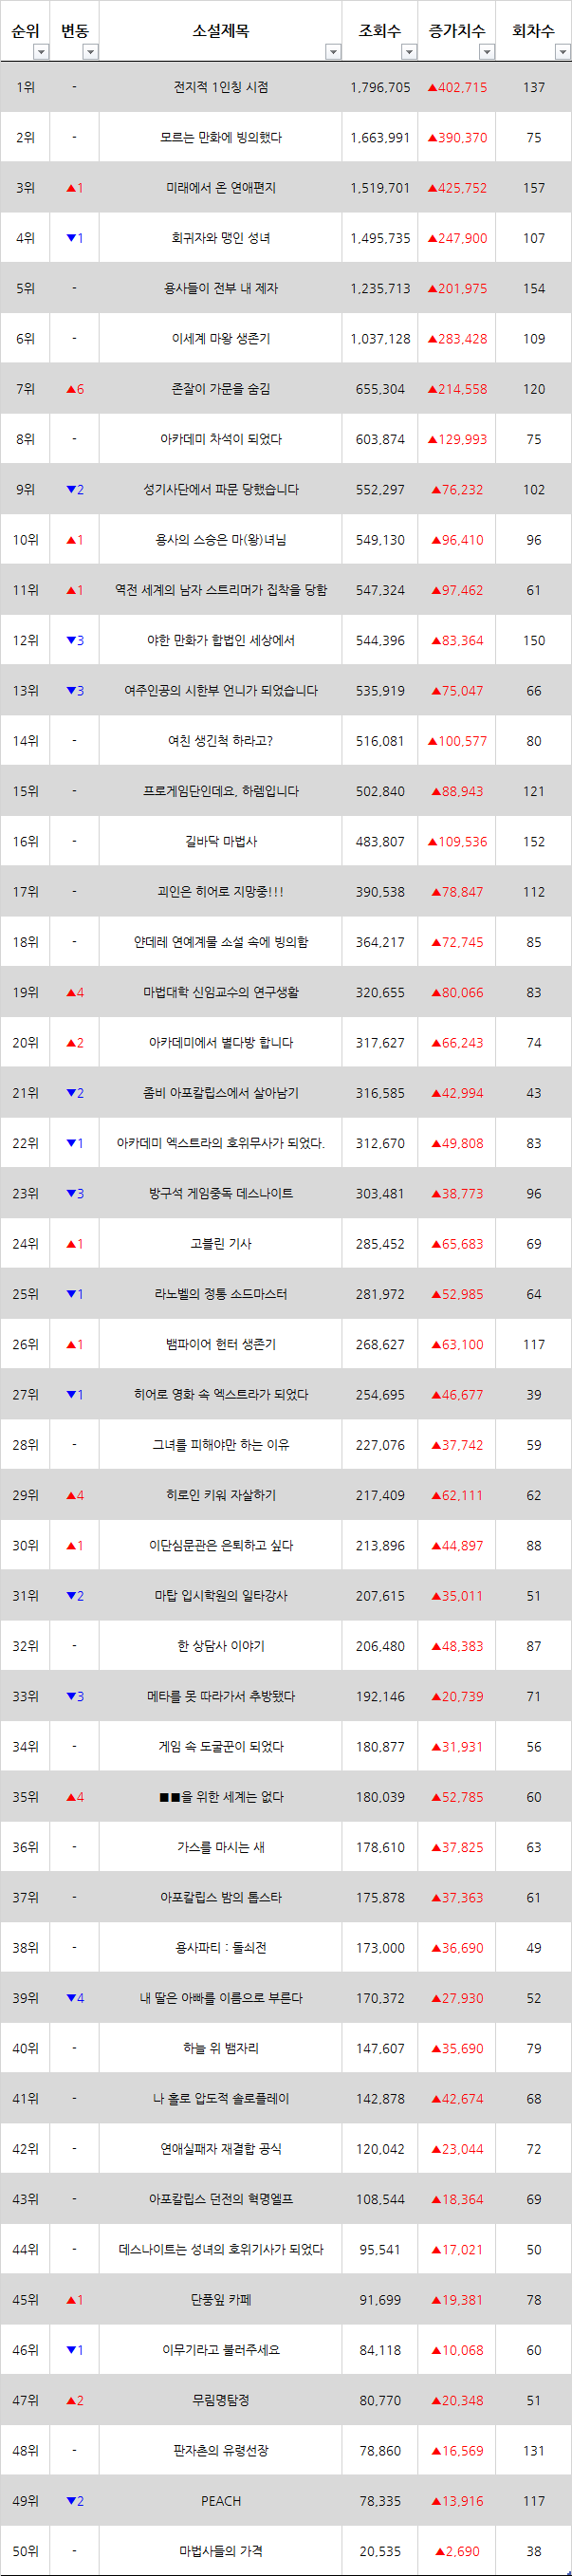 순위 변동 소설제목 조회수 증가치수 회차수
1위 - 전지적 1인칭 시점 1,796,705 ▲402,715 137
2위 - 모르는 만화에 빙의했다 1,663,991 ▲390,370 75
3위 ▲1 미래에서 온 연애편지 1,519,701 ▲425,752 157
4위 ▼1 회귀자와 맹인 성녀 1,495,735 ▲247,900 107
5위 - 용사들이 전부 내 제자 1,235,713 ▲201,975 154
6위 - 이세계 마왕 생존기 1,037,128 ▲283,428 109
7위 ▲6 존잘이 가문을 숨김 655,304 ▲214,558 120
8위 - 아카데미 차석이 되었다 603,874 ▲129,993 75
9위 ▼2 성기사단에서 파문 당했습니다 552,297 ▲76,232 102
10위 ▲1 용사의 스승은 마(왕)녀님 549,130 ▲96,410 96
11위 ▲1 역전 세계의 남자 스트리머가 집착을 당함 547,324 ▲97,462 61
12위 ▼3 야한 만화가 합법인 세상에서 544,396 ▲83,364 150
13위 ▼3 여주인공의 시한부 언니가 되었습니다 535,919 ▲75,047 66
14위 - 여친 생긴척 하라고? 516,081 ▲100,577 80
15위 - 프로게임단인데요, 하렘입니다 502,840 ▲88,943 121
16위 - 길바닥 마법사 483,807 ▲109,536 152
17위 - 괴인은 히어로 지망중!!! 390,538 ▲78,847 112
18위 - 얀데레 연예계물 소설 속에 빙의함 364,217 ▲72,745 85
19위 ▲4 마법대학 신임교수의 연구생활 320,655 ▲80,066 83
20위 ▲2 아카데미에서 별다방 합니다 317,627 ▲66,243 74
21위 ▼2 좀비 아포칼립스에서 살아남기 316,585 ▲42,994 43
22위 ▼1 아카데미 엑스트라의 호위무사가 되었다. 312,670 ▲49,808 83
23위 ▼3 방구석 게임중독 데스나이트 303,481 ▲38,773 96
24위 ▲1 고블린 기사 285,452 ▲65,683 69
25위 ▼1 라노벨의 정통 소드마스터 281,972 ▲52,985 64
26위 ▲1 뱀파이어 헌터 생존기 268,627 ▲63,100 117
27위 ▼1 히어로 영화 속 엑스트라가 되었다 254,695 ▲46,677 39
28위 - 그녀를 피해야만 하는 이유 227,076 ▲37,742 59
29위 ▲4 히로인 키워 자살하기 217,409 ▲62,111 62
30위 ▲1 이단심문관은 은퇴하고 싶다 213,896 ▲44,897 88
31위 ▼2 마탑 입시학원의 일타강사 207,615 ▲35,011 51
32위 - 한 상담사 이야기 206,480 ▲48,383 87
33위 ▼3 메타를 못 따라가서 추방됐다 192,146 ▲20,739 71
34위 - 게임 속 도굴꾼이 되었다 180,877 ▲31,931 56
35위 ▲4 ■■을 위한 세계는 없다 180,039 ▲52,785 60
36위 - 가스를 마시는 새 178,610 ▲37,825 63
37위 - 아포칼립스 밤의 톱스타 175,878 ▲37,363 61
38위 - 용사파티 : 돌쇠전 173,000 ▲36,690 49
39위 ▼4 내 딸은 아빠를 이름으로 부른다 170,372 ▲27,930 52
40위 - 하늘 위 뱀자리 147,607 ▲35,690 79
41위 - 나 홀로 압도적 솔로플레이 142,878 ▲42,674 68
42위 - 연애실패자 재결합 공식 120,042 ▲23,044 72
43위 - 아포칼립스 던전의 혁명엘프 108,544 ▲18,364 69
44위 - 데스나이트는 성녀의 호위기사가 되었다 95,541 ▲17,021 50
45위 ▲1 단풍잎 카페 91,699 ▲19,381 78
46위 ▼1 이무기라고 불러주세요 84,118 ▲10,068 60
47위 ▲2 무림명탐정 80,770 ▲20,348 51
48위 - 판자촌의 유령선장 78,860 ▲16,569 131
49위 ▼2 PEACH 78,335 ▲13,916 117
50위 - 마법사들의 가격 20,535 ▲2,690 38